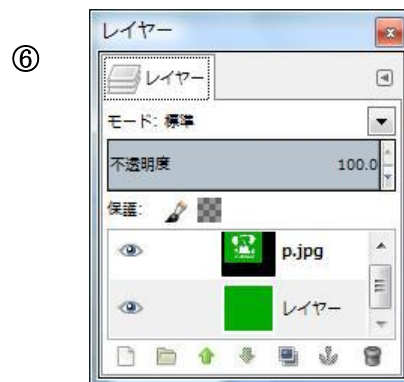 ⑥
レイヤー
レイヤー
モード: 標準
不透明度 100.0
保護:
p.jpg
レイヤー